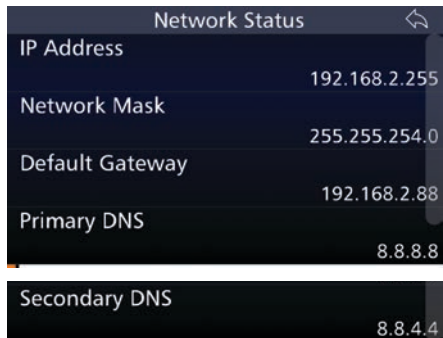 Network Status
IP Address
192.168.2.255
Network Mask
255.255.254.0
Default Gateway
192.168.2.88
Primary DNS
8.8.8.8
Secondary DNS
8.8.4.4